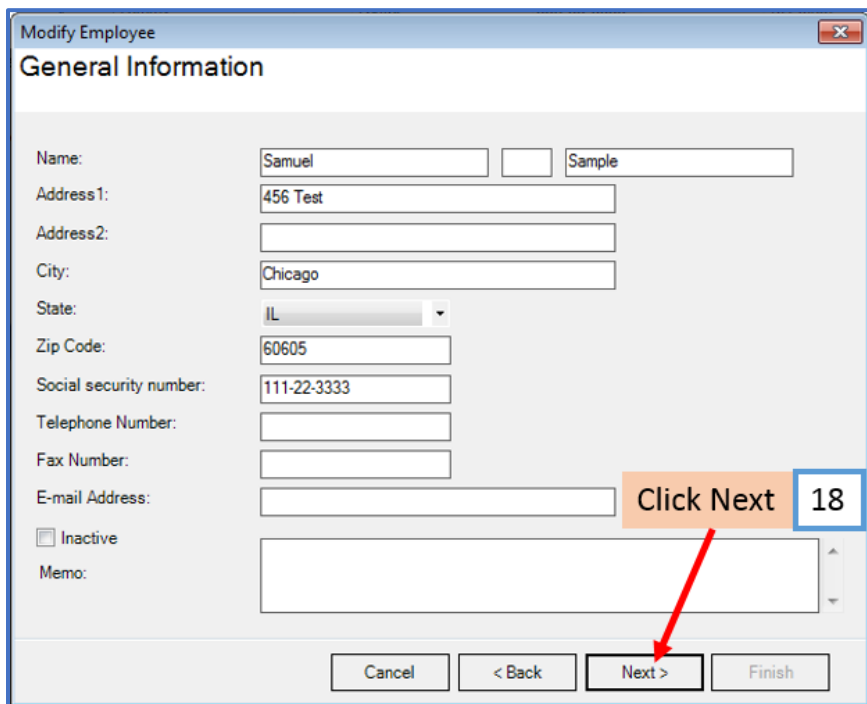 Modify Employee
General Information
Name: Samuel Sample
Address1: 456 Test
Address2:
City: Chicago
State: IL
Zip Code: 60605
Social security number: 111-22-3333
Telephone Number:
Fax Number:
E-mail Address:
Click Next 18
Inactive
Memo:
Cancel < Back Next > Finish